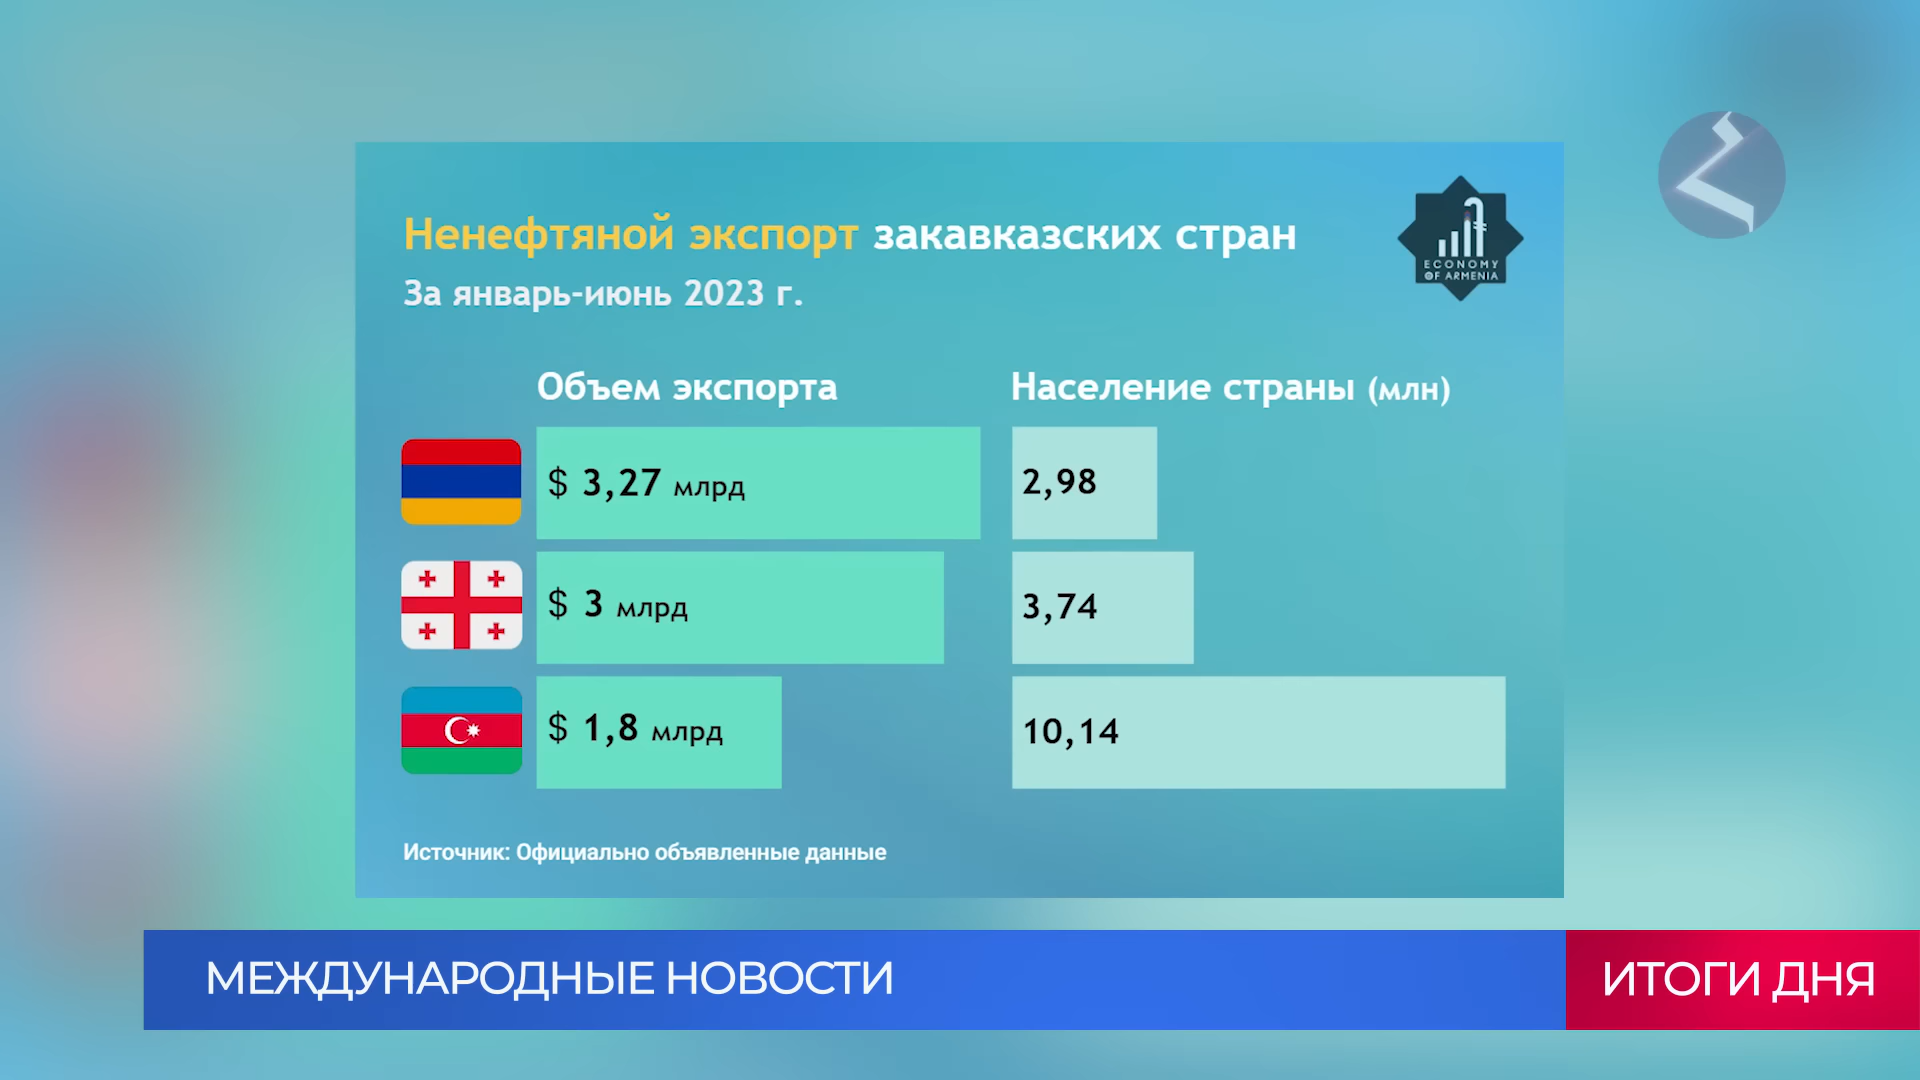 Ненефтяной экспорт закавказских стран
За январь-июнь 2023 г.
ECONOMY
OF ARMENIA
Объем экспорта
Население страны (млн)
$ 3,27 млрд
2,98
$ 3 млрд
3,74
$ 1,8 млрд
10,14
Источник: Официально объявленные данные
МЕЖДУНАРОДНЫЕ НОВОСТИ
ИТОГИ ДНЯ